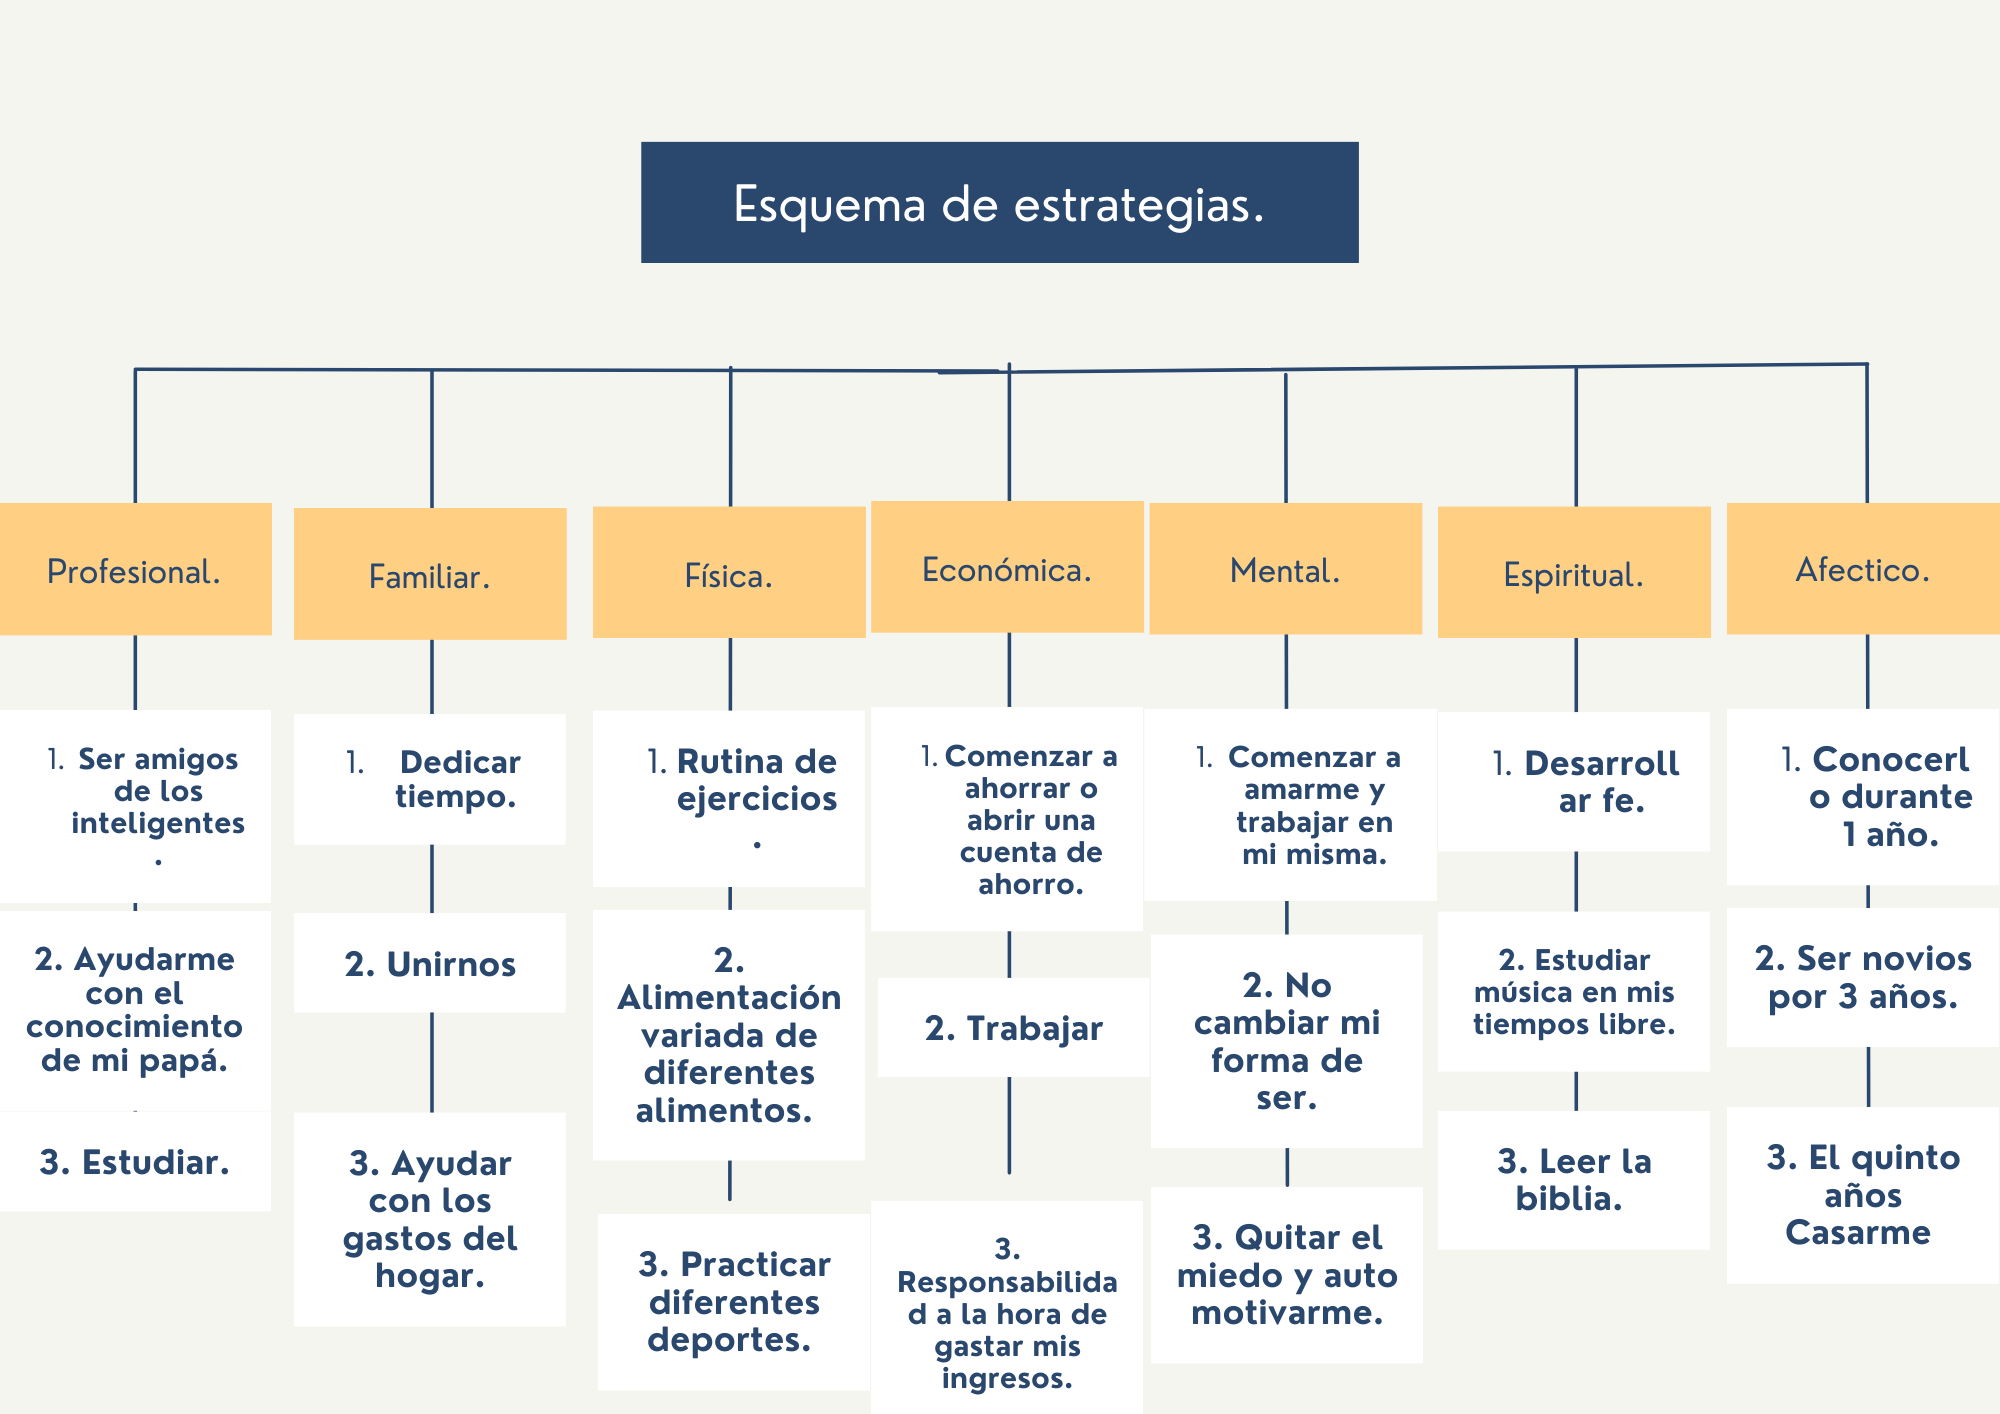 Esquema de estrategias.
Profesional.
1. Ser amigos
de los
inteligentes
.
2. Ayudarme
con el
conocimiento
de mi papá.
3. Estudiar.
Familiar.
1. Dedicar
tiempo.
2. Unirnos
3. Ayudar
con los
gastos del
hogar.
Física.
1. Rutina de
ejercicios
.
2.
Alimentación
variada de
diferentes
alimentos.
3. Practicar
diferentes
deportes.
Económica.
1. Comenzar a
ahorrar o
abrir una
cuenta de
ahorro.
2. Trabajar
3.
Responsabilida
d a la hora de
gastar mis
ingresos.
Mental.
1. Comenzar a
amarme y
trabajar en
mi misma.
2. No
cambiar mi
forma de
ser.
3. Quitar el
miedo y auto
motivarme.
Espiritual.
1. Desarroll
ar fe.
2. Estudiar
música en mis
tiempos libre.
3. Leer la
biblia.
Afectico.
1. Conocerl
o durante
1 año.
2. Ser novios
por 3 años.
3. El quinto
años
Casarme